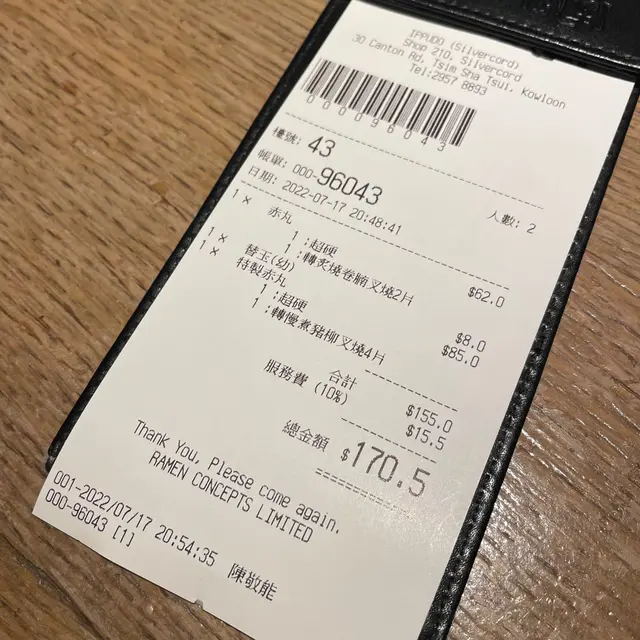 IPPUDO (Silvercord)
Shop 210, Silvercord
30 Canton Rd, Tsim Sha Tsui, Kowloon
Tel:2957 8893
000096043
檯號: 43
帳單: 000-96043 人數: 2
日期: 2022-07-17 20:48:41
1 × 赤丸 $62.0
1 :超硬
1 :轉炙燒卷腩叉燒2片
1 × 替玉(幼) $8.0
1 × 特製赤丸 $85.0
1 :超硬
1 :轉慢煮豬柳叉燒4片
合計 $155.0
服務費 (10%) $15.5
總金額 $170.5
Thank You, Please come again.
RAMEN CONCEPTS LIMITED
001-2022/07/17 20:54:35 陳敬能
000-96043 [1]